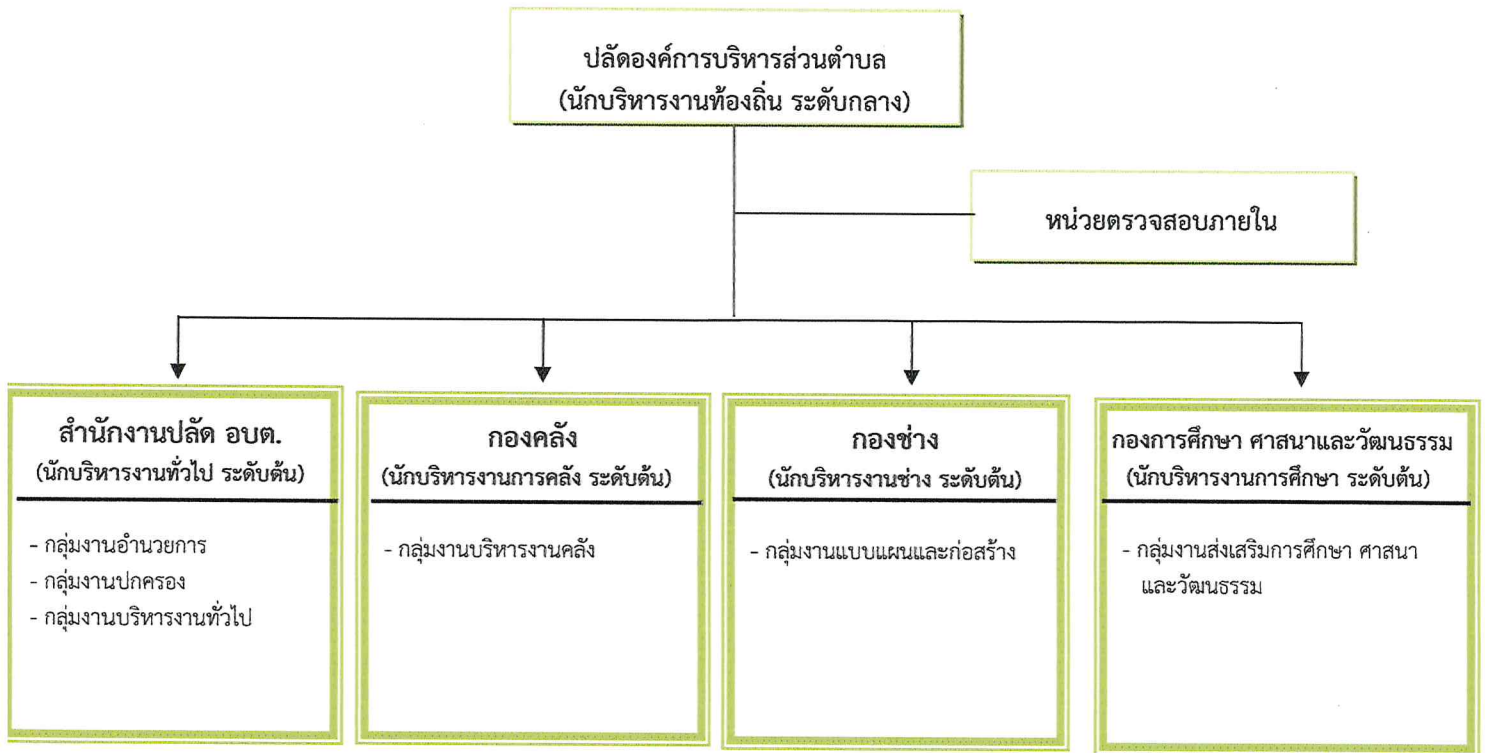 ปลัดองค์การบริหารส่วนตำบล
(นักบริหารงานท้องถิ่น ระดับกลาง)
หน่วยตรวจสอบภายใน
สำนักงานปลัด อบต.
(นักบริหารงานทั่วไป ระดับต้น)
- กลุ่มงานอำนวยการ
- กลุ่มงานปกครอง
- กลุ่มงานบริหารงานทั่วไป
กองคลัง
(นักบริหารงานการคลัง ระดับต้น)
- กลุ่มงานบริหารงานคลัง
กองช่าง
(นักบริหารงานช่าง ระดับต้น)
- กลุ่มงานแบบแผนและก่อสร้าง
กองการศึกษา ศาสนาและวัฒนธรรม
(นักบริหารงานการศึกษา ระดับต้น)
- กลุ่มงานส่งเสริมการศึกษา ศาสนา
และวัฒนธรรม